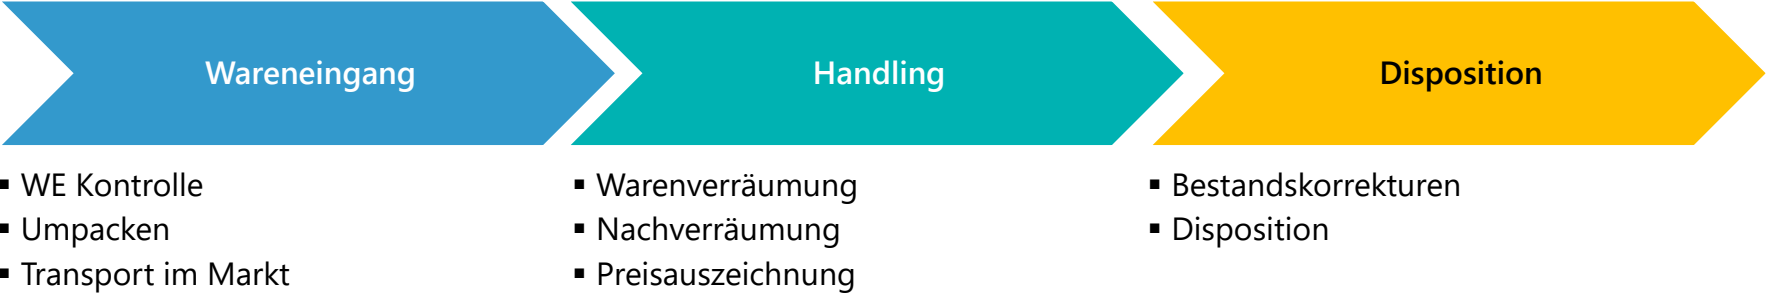 Wareneingang
▪ WE Kontrolle
▪ Umpacken
▪ Transport im Markt
Handling
▪ Warenverräumung
▪ Nachverräumung
▪ Preisauszeichnung
Disposition
▪ Bestandskorrekturen
▪ Disposition